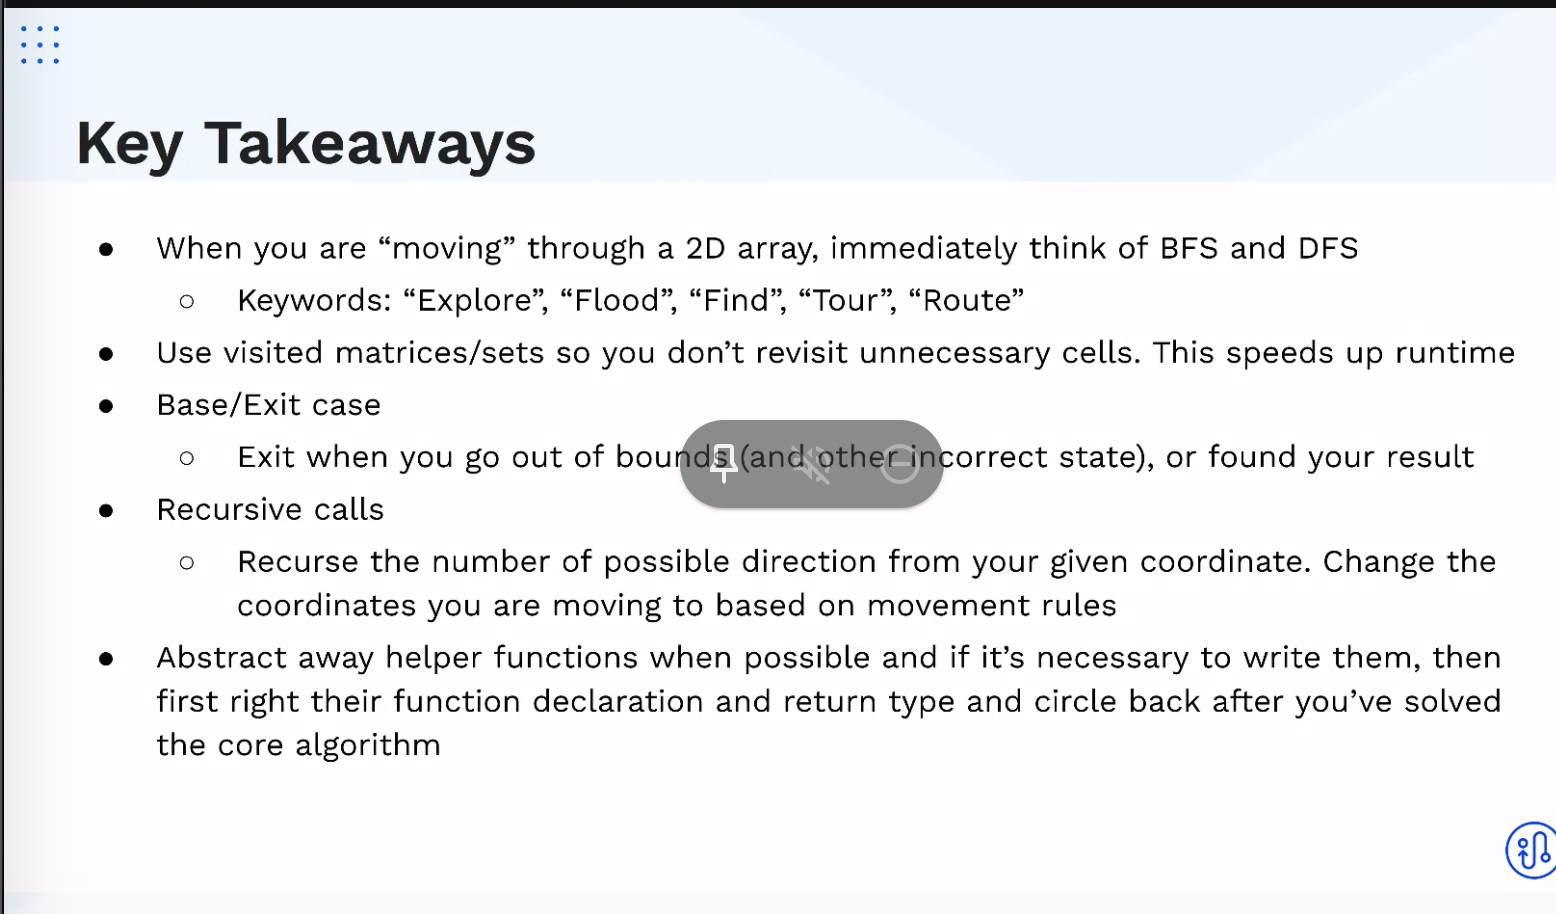 Key Takeaways
● When you are “moving” through a 2D array, immediately think of BFS and DFS
○ Keywords: “Explore”, “Flood”, “Find”, “Tour”, “Route”
● Use visited matrices/sets so you don’t revisit unnecessary cells. This speeds up runtime
● Base/Exit case
○ Exit when you go out of bounds (and other incorrect state), or found your result
● Recursive calls
○ Recurse the number of possible direction from your given coordinate. Change the
coordinates you are moving to based on movement rules
● Abstract away helper functions when possible and if it’s necessary to write them, then
first right their function declaration and return type and circle back after you’ve solved
the core algorithm